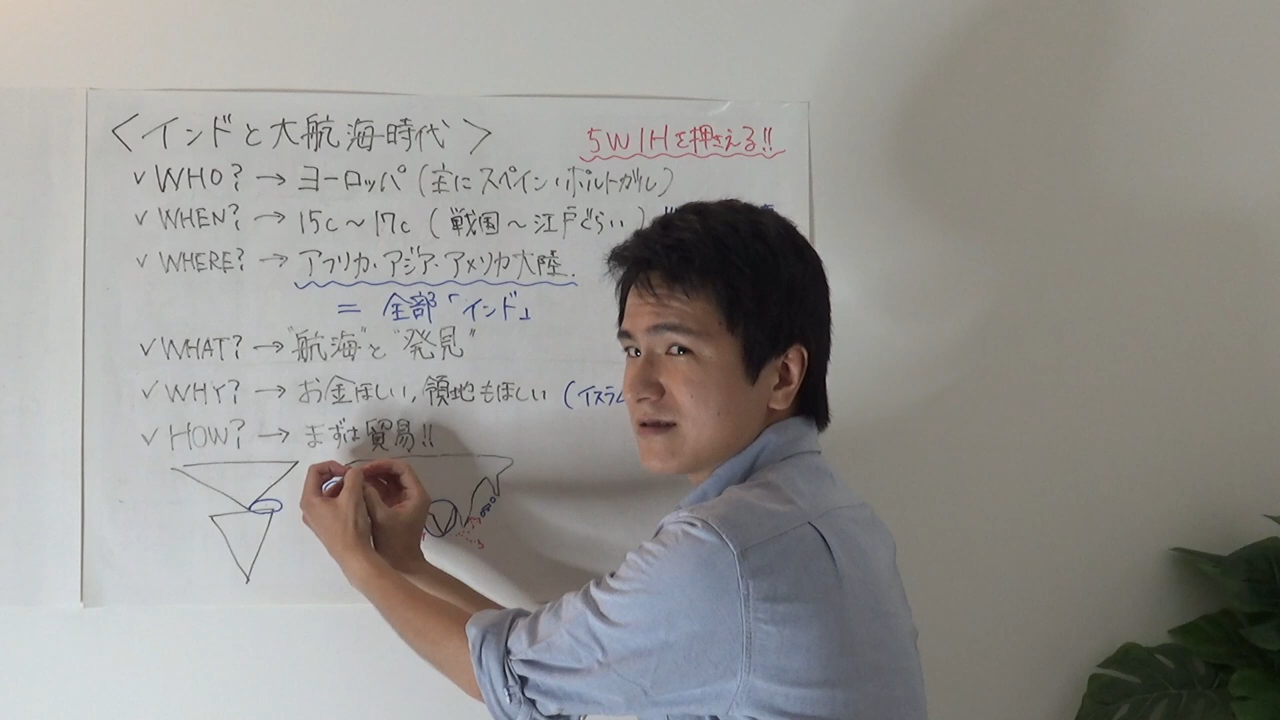 〈インドと大航海時代〉
5W1Hを押さえる!!
✓ WHO? → ヨーロッパ (主にスペイン、ポルトガル)
✓ WHEN? → 15c〜17c (戦国〜江戸ぐらい)
✓ WHERE? → アフリカ・アジア・アメリカ大陸.
= 全部「インド」
✓ WHAT? → "航海"と"発見"
✓ WHY? → お金ほしい, 領地もほしい (イスラム
✓ HOW? → まずは貿易!!